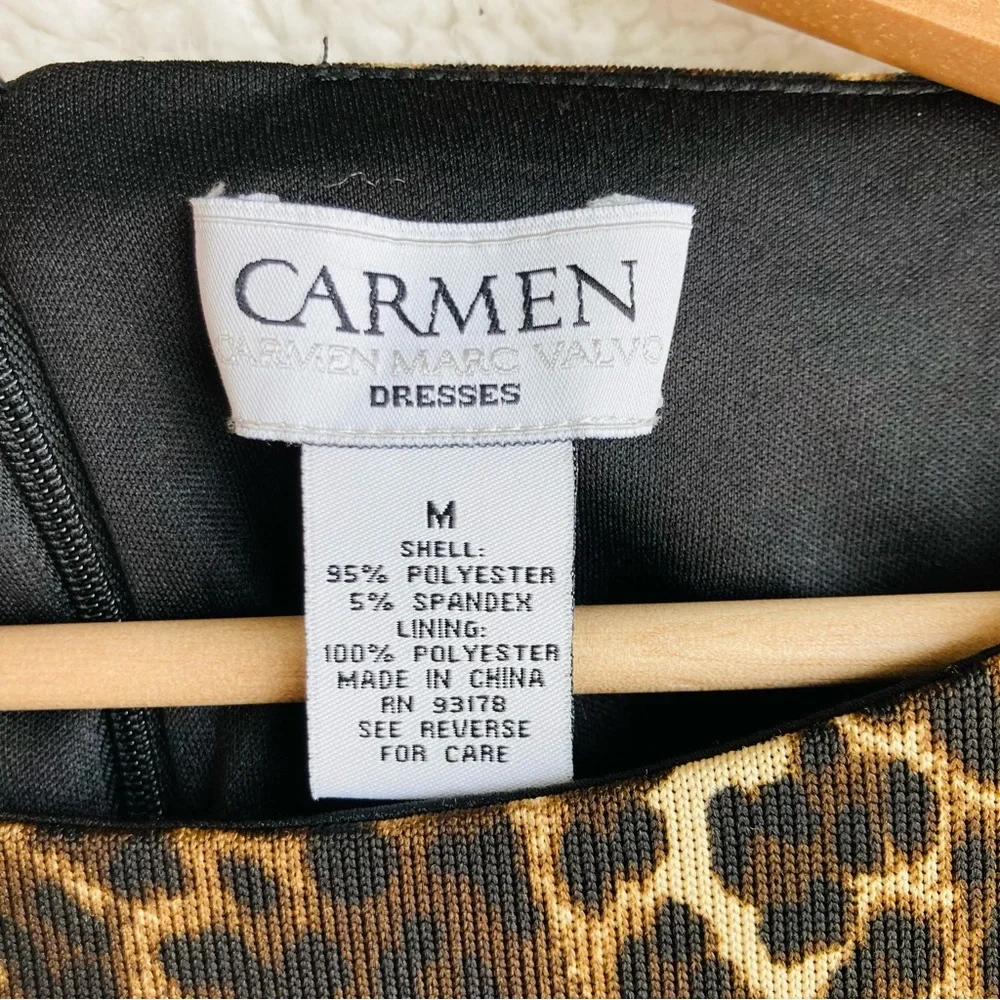 CARMEN
CARMEN MARC VALVO
DRESSES
M
SHELL:
95% POLYESTER
5% SPANDEX
LINING:
100% POLYESTER
MADE IN CHINA
RN 93178
SEE REVERSE
FOR CARE